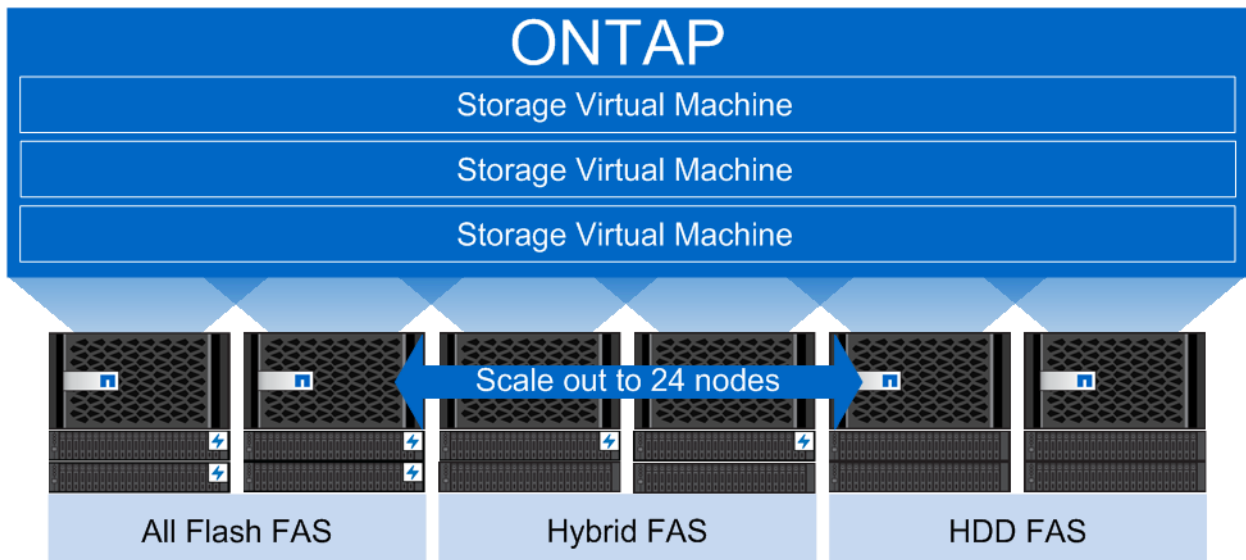 ONTAP
Storage Virtual Machine
Storage Virtual Machine
Storage Virtual Machine
Scale out to 24 nodes
All Flash FAS
Hybrid FAS
HDD FAS